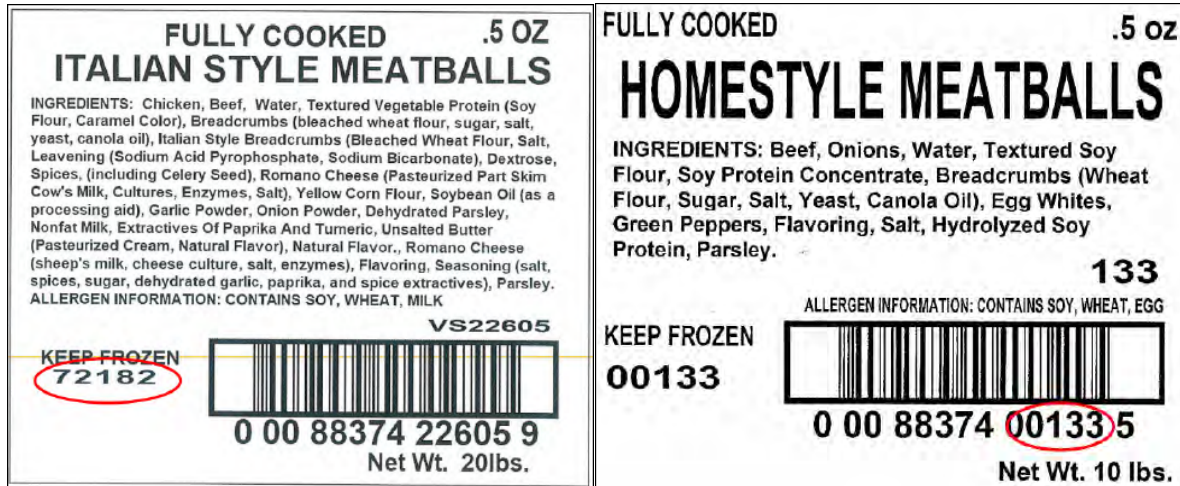 FULLY COOKED .5 OZ
ITALIAN STYLE MEATBALLS
INGREDIENTS: Chicken, Beef, Water, Textured Vegetable Protein (Soy
Flour, Caramel Color), Breadcrumbs (bleached wheat flour, sugar, salt,
yeast, canola oil), Italian Style Breadcrumbs (Bleached Wheat Flour, Salt,
Leavening (Sodium Acid Pyrophosphate, Sodium Bicarbonate), Dextrose,
Spices, (including Celery Seed), Romano Cheese (Pasteurized Part Skim
Cow's Milk, Cultures, Enzymes, Salt), Yellow Corn Flour, Soybean Oil (as a
processing aid), Garlic Powder, Onion Powder, Dehydrated Parsley,
Nonfat Milk, Extractives Of Paprika And Tumeric, Unsalted Butter
(Pasteurized Cream, Natural Flavor), Natural Flavor., Romano Cheese
(sheep's milk, cheese culture, salt, enzymes), Flavoring, Seasoning (salt,
spices, sugar, dehydrated garlic, paprika, and spice extractives), Parsley.
ALLERGEN INFORMATION: CONTAINS SOY, WHEAT, MILK
VS22605
KEEP FROZEN
72182
0 00 88374 22605 9
Net Wt. 20lbs.
FULLY COOKED .5 oz
HOMESTYLE MEATBALLS
INGREDIENTS: Beef, Onions, Water, Textured Soy
Flour, Soy Protein Concentrate, Breadcrumbs (Wheat
Flour, Sugar, Salt, Yeast, Canola Oil), Egg Whites,
Green Peppers, Flavoring, Salt, Hydrolyzed Soy
Protein, Parsley.
133
ALLERGEN INFORMATION: CONTAINS SOY, WHEAT, EGG
KEEP FROZEN
00133
0 00 88374 00133 5
Net Wt. 10 lbs.